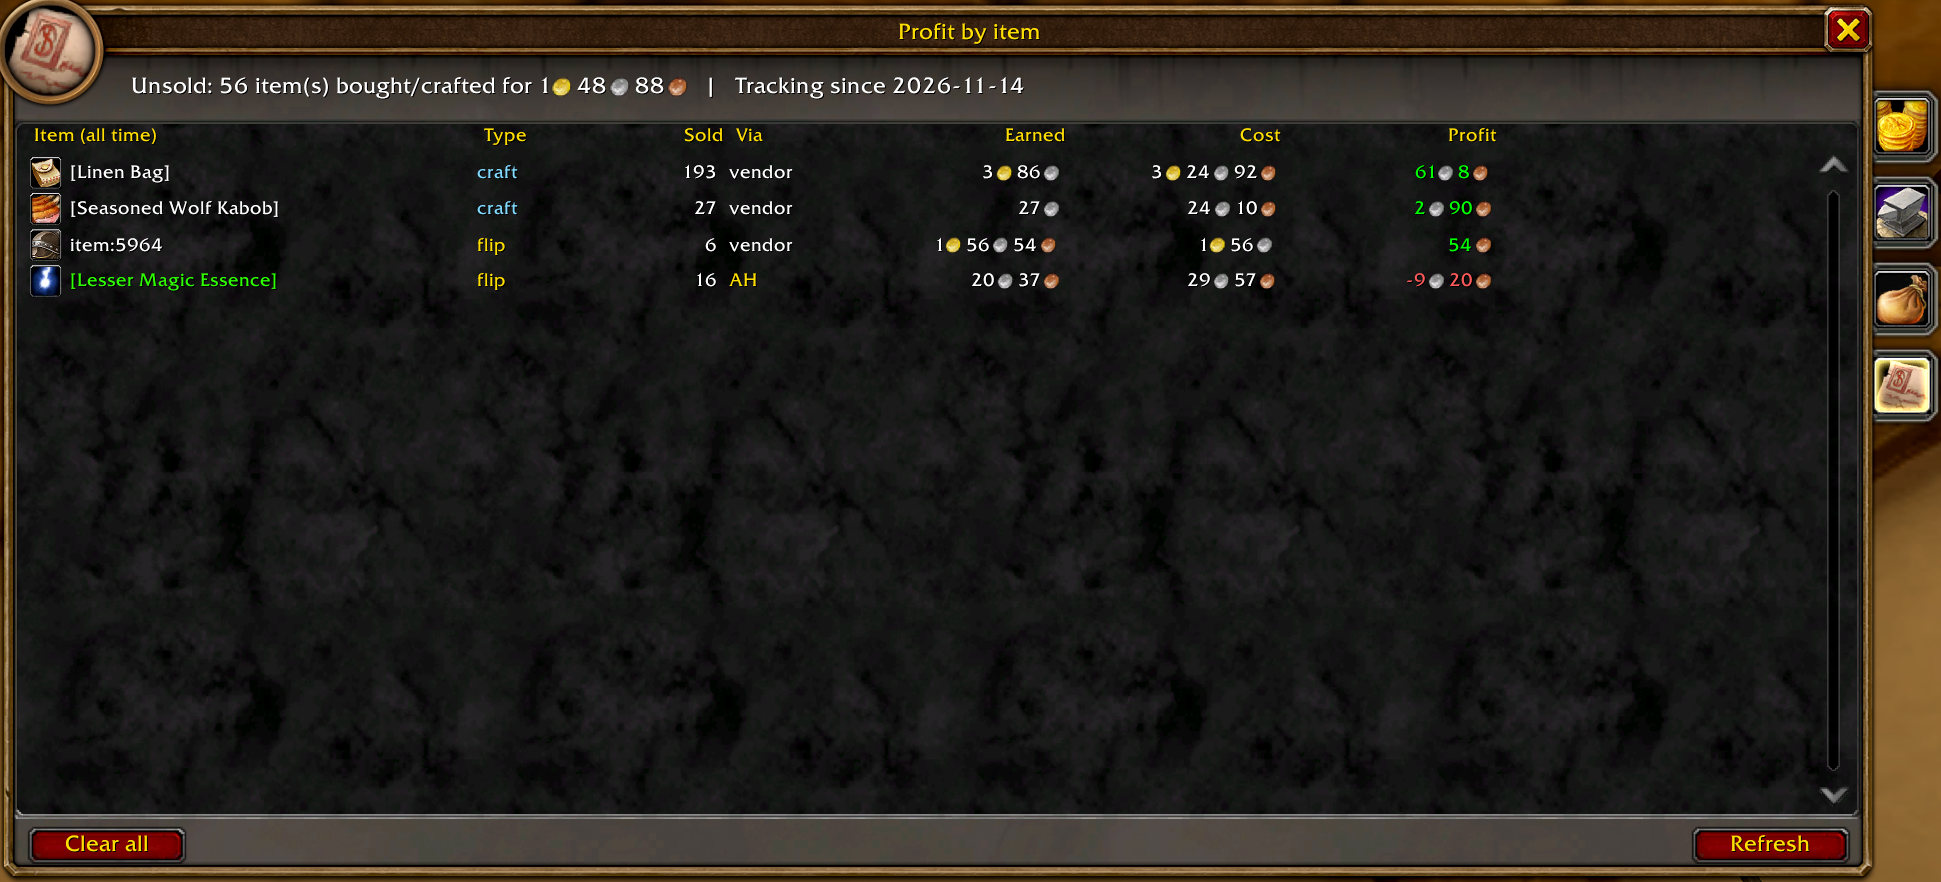 Profit by item
Unsold: 56 item(s) bought/crafted for 1 48 88 | Tracking since 2026-11-14
Item (all time) Type Sold Via Earned Cost Profit
[Linen Bag] craft 193 vendor 3 86 3 24 92 61 8
[Seasoned Wolf Kabob] craft 27 vendor 27 24 10 2 90
item:5964 flip 6 vendor 1 56 54 1 56 54
[Lesser Magic Essence] flip 16 AH 20 37 29 57 -9 20
Clear all Refresh